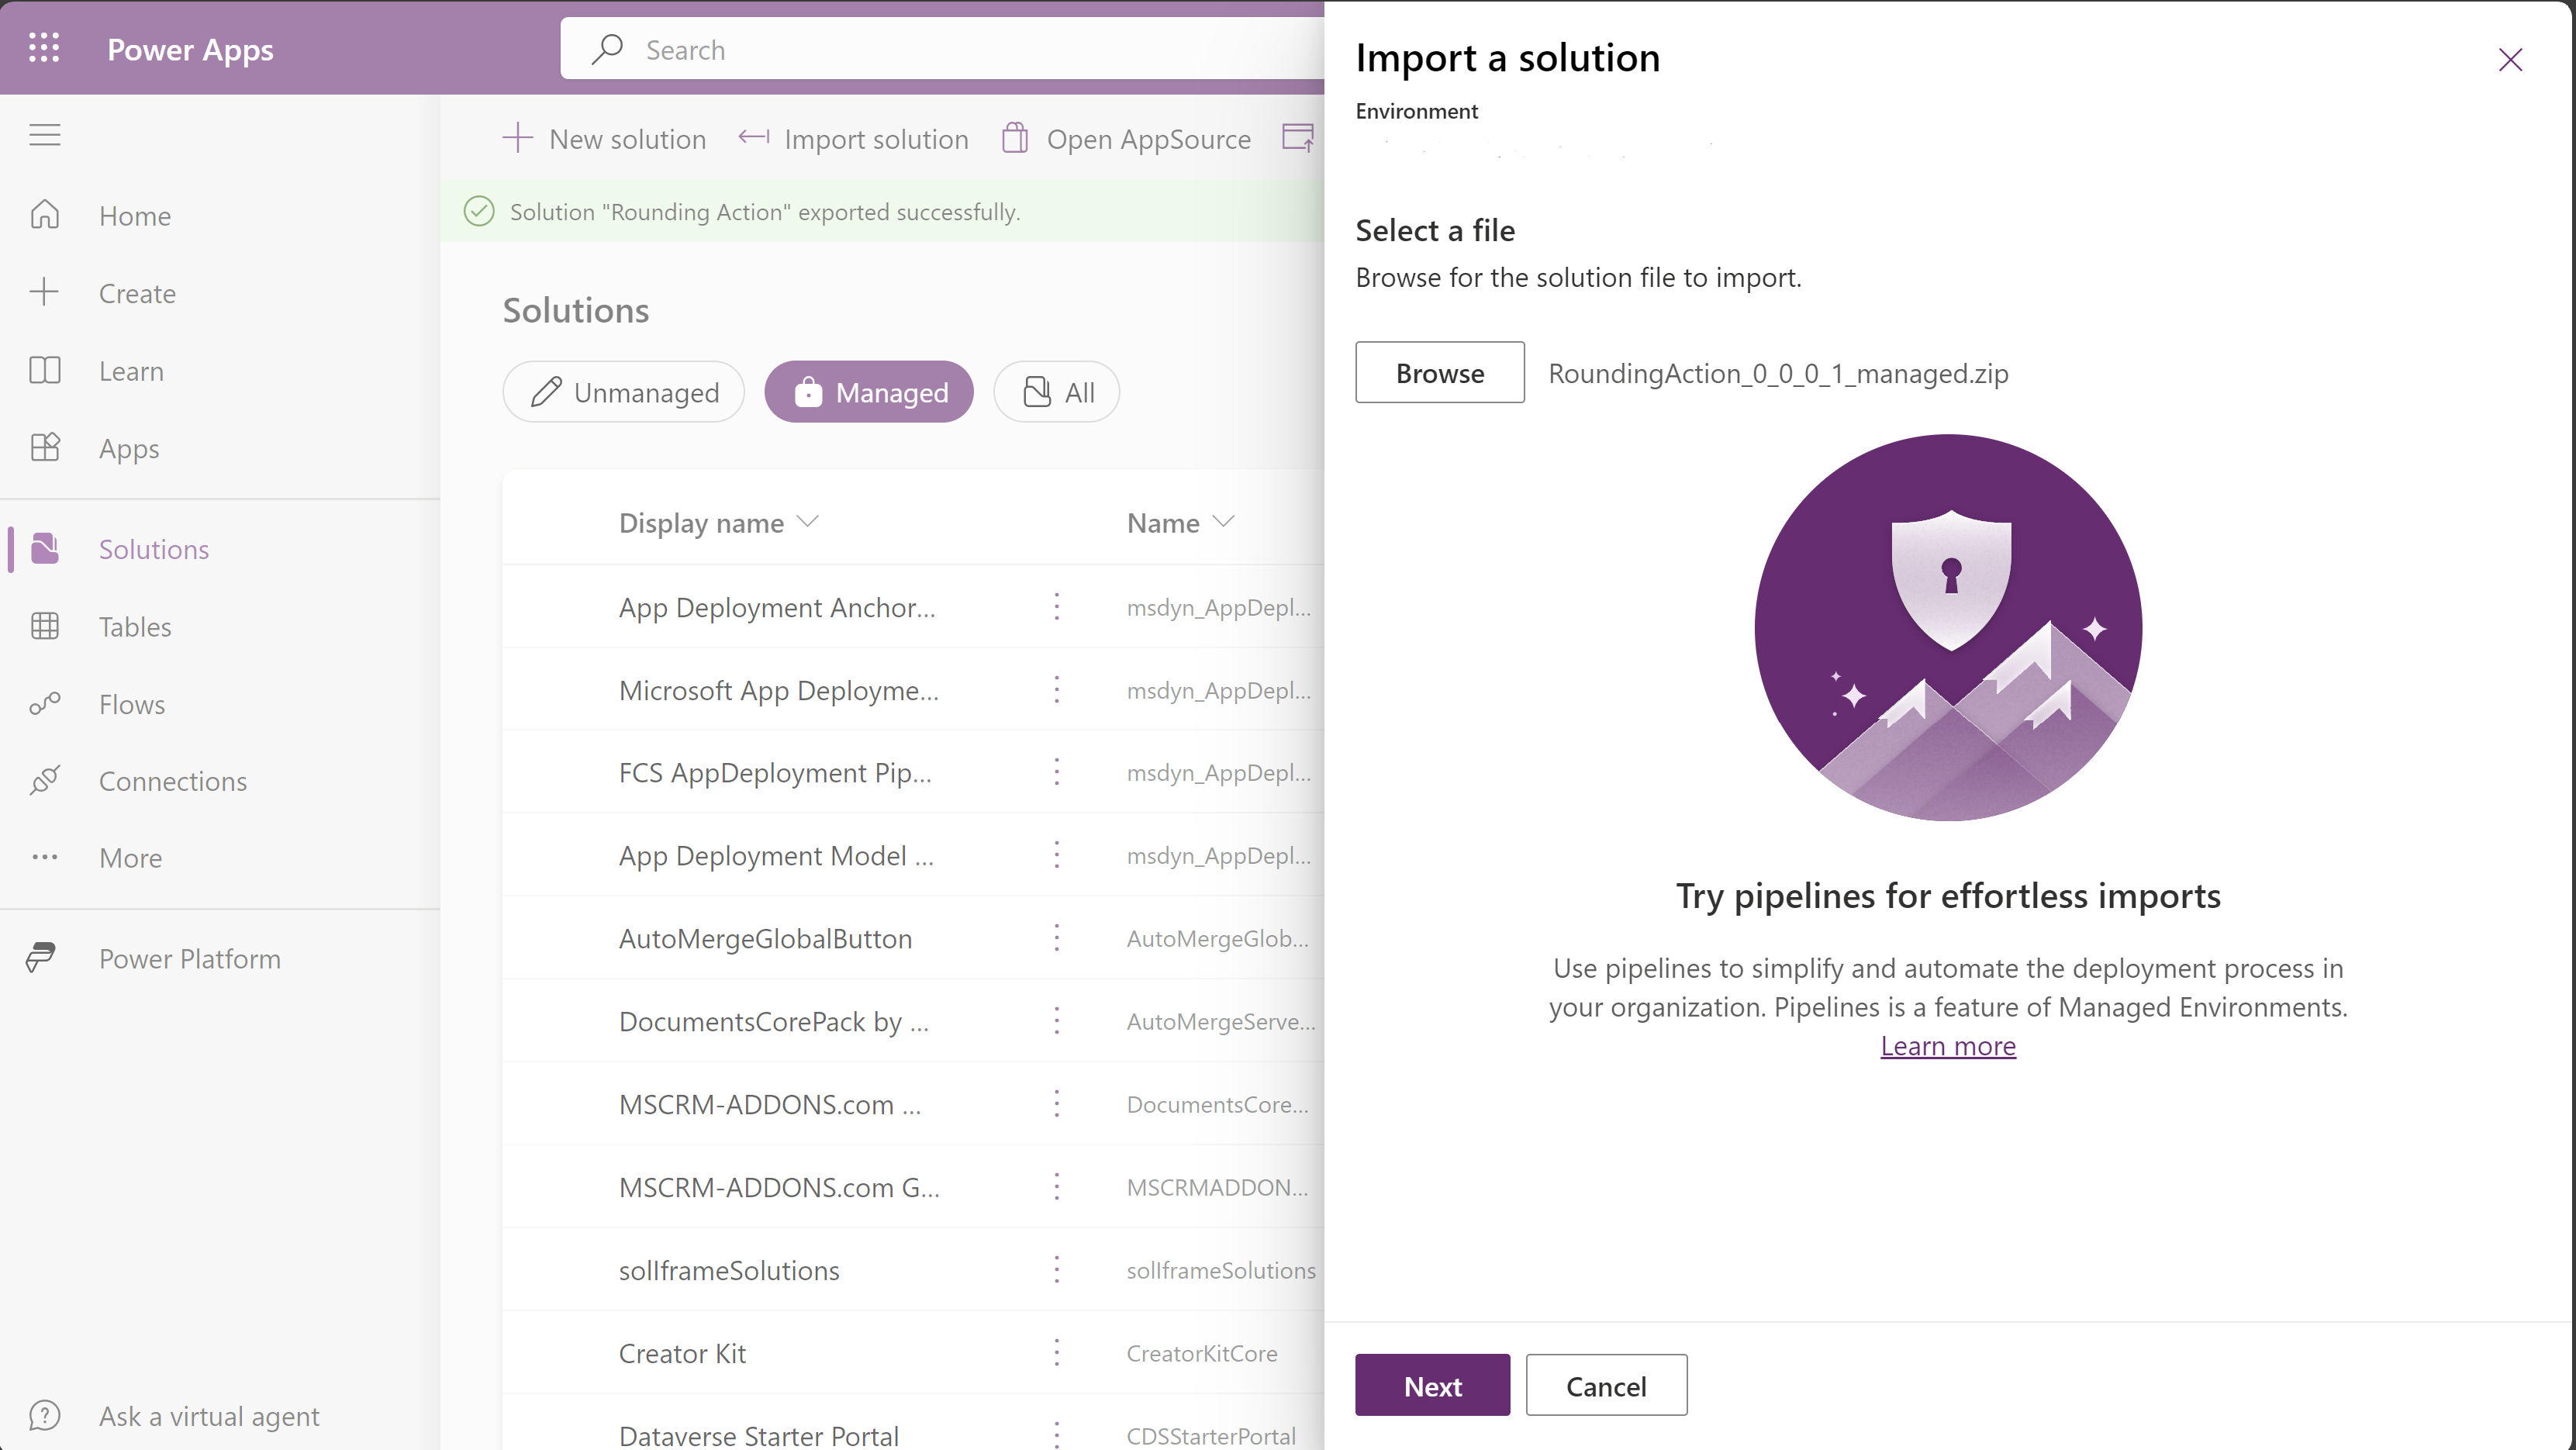 Power Apps
Search
Home
Create
Learn
Apps
Solutions
Tables
Flows
Connections
More
Power Platform
Ask a virtual agent
New solution
Import solution
Open AppSource
Solution "Rounding Action" exported successfully.
Solutions
Unmanaged
Managed
All
Display name
Name
App Deployment Anchor...
msdyn_AppDepl...
Microsoft App Deployme...
msdyn_AppDepl...
FCS AppDeployment Pip...
msdyn_AppDepl...
App Deployment Model ...
msdyn_AppDepl...
AutoMergeGlobalButton
AutoMergeGlob...
DocumentsCorePack by ...
AutoMergeServe...
MSCRM-ADDONS.com ...
DocumentsCore...
MSCRM-ADDONS.com G...
MSCRMADDON...
solIframeSolutions
solIframeSolutions
Creator Kit
CreatorKitCore
Dataverse Starter Portal
CDSStarterPortal
Import a solution
Environment
Select a file
Browse for the solution file to import.
Browse
RoundingAction_0_0_0_1_managed.zip
Try pipelines for effortless imports
Use pipelines to simplify and automate the deployment process in
your organization. Pipelines is a feature of Managed Environments.
Learn more
Next
Cancel